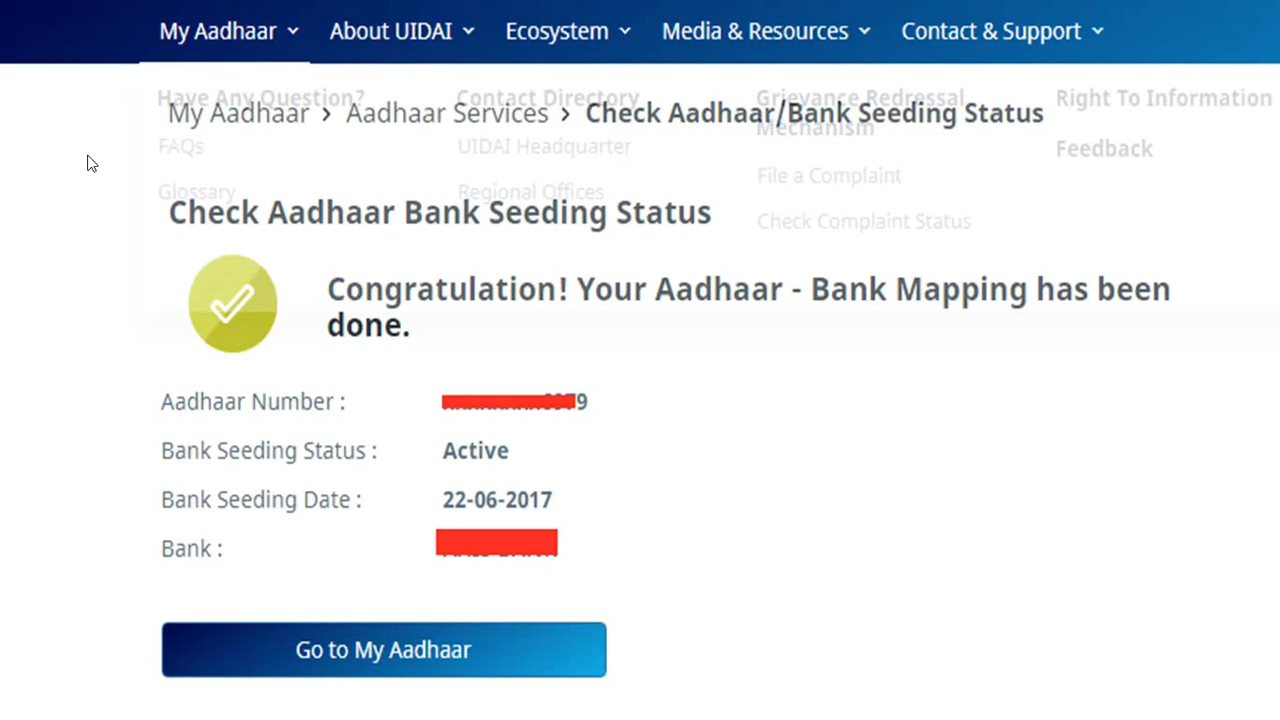 My Aadhaar About UIDAI Ecosystem Media & Resources Contact & Support
Have Any Question? Contact Directory Grievance Redressal Right To Information
My Aadhaar › Aadhaar Services › Check Aadhaar/Bank Seeding Status
Mechanism
FAQs UIDAI Headquarter Feedback
File a Complaint
Glossary Regional Offices
Check Aadhaar Bank Seeding Status
Check Complaint Status
Congratulation! Your Aadhaar - Bank Mapping has been
done.
Aadhaar Number : 9
Bank Seeding Status : Active
Bank Seeding Date : 22-06-2017
Bank :
Go to My Aadhaar